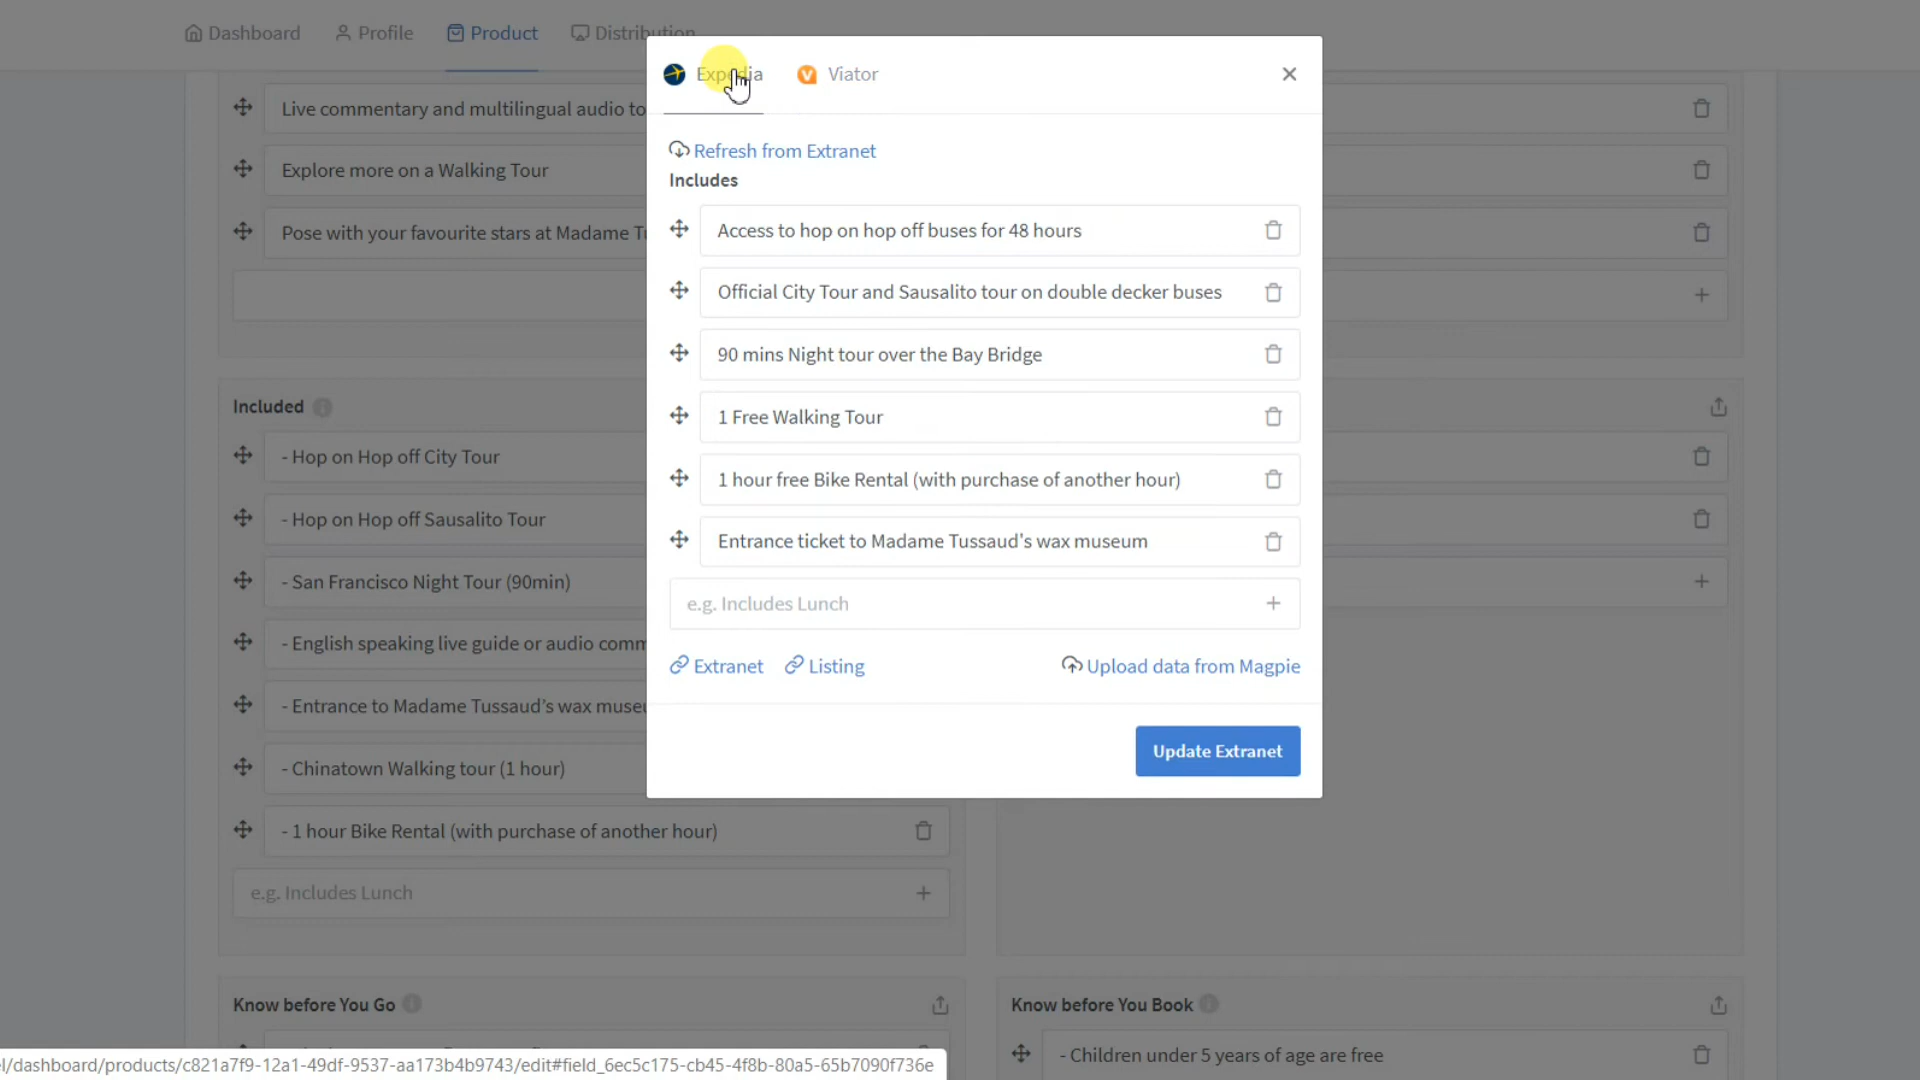 Dashboard Profile Product Distribution
Expedia Viator
Live commentary and multilingual audio to
Refresh from Extranet
Includes
Explore more on a Walking Tour
Pose with your favourite stars at Madame
Access to hop on hop off buses for 48 hours
Official City Tour and Sausalito tour on double decker buses
90 mins Night tour over the Bay Bridge
1 Free Walking Tour
1 hour free Bike Rental (with purchase of another hour)
Entrance ticket to Madame Tussaud's wax museum
e.g. Includes Lunch
Extranet Listing Upload data from Magpie
Update Extranet
Included
- Hop on Hop off City Tour
- Hop on Hop off Sausalito Tour
- San Francisco Night Tour (90min)
- English speaking live guide or audio comm
- Entrance to Madame Tussaud's wax museu
- Chinatown Walking tour (1 hour)
- 1 hour Bike Rental (with purchase of another hour)
e.g. Includes Lunch
Know before You Go
Know before You Book
- Children under 5 years of age are free
l/dashboard/products/c821a7f9-12a1-49df-9537-aa173b4b9743/edit#field_6ec5c175-cb45-4f8b-80a5-65b7090f736e